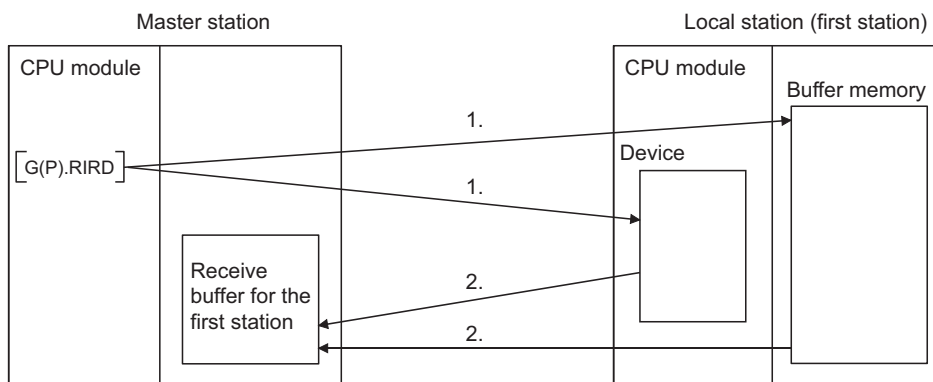 Master station
Local station (first station)
CPU module
CPU module
Buffer memory
1.
G(P).RIRD
Device
1.
Receive
buffer for the
first station
2.
2.